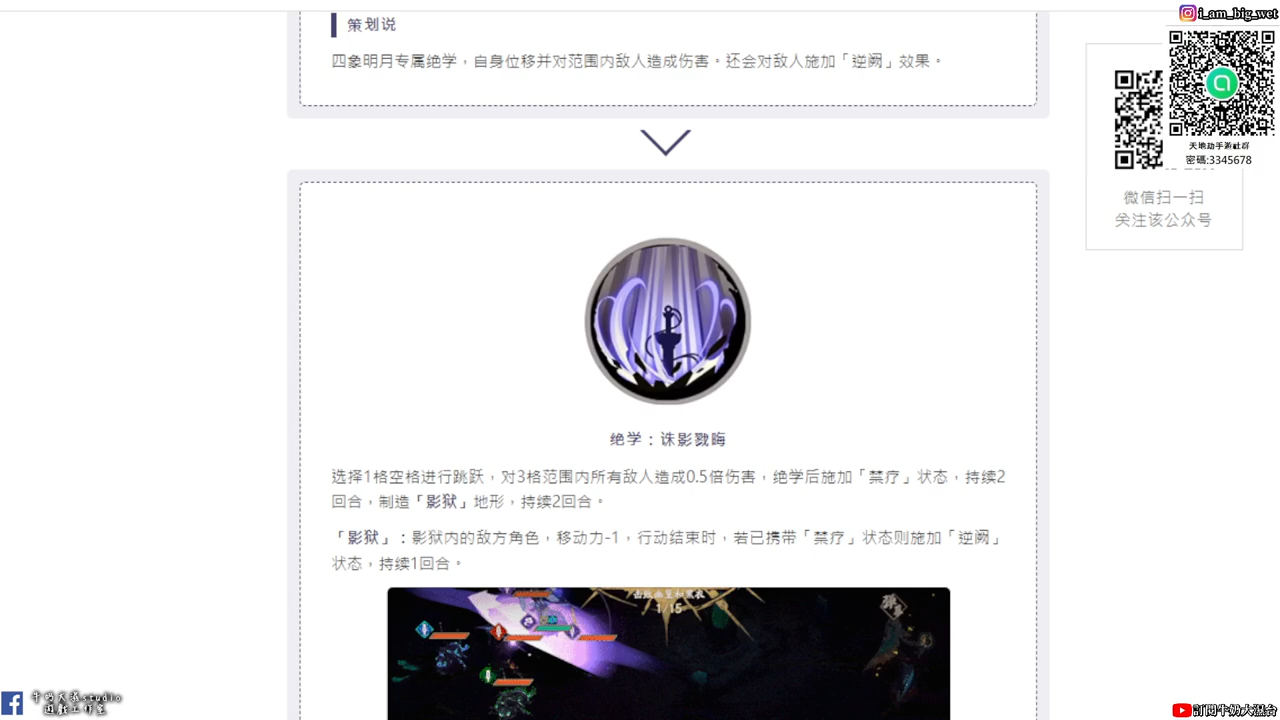 i_am_big_wet
策划说
四象明月专属绝学，自身位移并对范围内敌人造成伤害。还会对敌人施加「逆阙」效果。
天地劫手游社群
密碼:3345678
微信扫一扫
关注该公众号
绝学：诛影戮晦
选择1格空格进行跳跃，对3格范围内所有敌人造成0.5倍伤害，绝学后施加「禁疗」状态，持续2
回合，制造「影狱」地形，持续2回合。
「影狱」：影狱内的敌方角色，移动力-1，行动结束时，若已携带「禁疗」状态则施加「逆阙」
状态，持续1回合。
1/15
牛奶大濕studio
遊戲工作室
訂閱牛奶大濕台